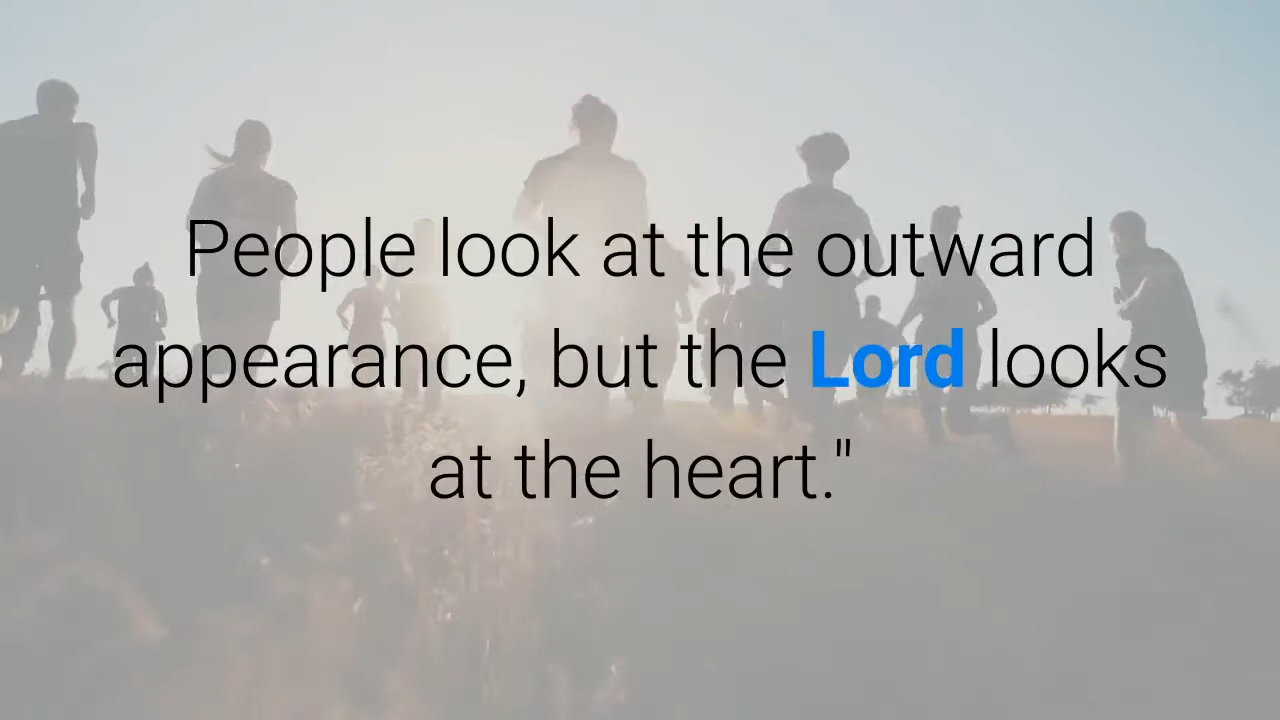 People look at the outward
appearance, but the Lord looks
at the heart."